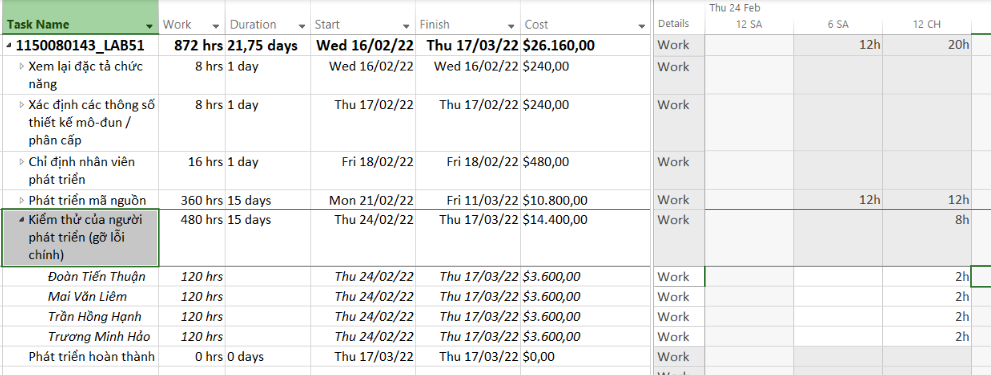 Thu 24 Feb
Task Name Work Duration Start Finish Cost Details 12 SA 6 SA 12 CH
1150080143_LAB51 872 hrs 21,75 days Wed 16/02/22 Thu 17/03/22 $26.160,00 Work 12h 20h
Xem lại đặc tả chức 8 hrs 1 day Wed 16/02/22 Wed 16/02/22 $240,00 Work
năng
Xác định các thông số 8 hrs 1 day Thu 17/02/22 Thu 17/02/22 $240,00 Work
thiết kế mô-đun /
phân cấp
Chỉ định nhân viên 16 hrs 1 day Fri 18/02/22 Fri 18/02/22 $480,00 Work
phát triển
Phát triển mã nguồn 360 hrs 15 days Mon 21/02/22 Fri 11/03/22 $10.800,00 Work 12h 12h
Kiểm thử của người 480 hrs 15 days Thu 24/02/22 Thu 17/03/22 $14.400,00 Work 8h
phát triển (gỡ lỗi
chính)
Đoàn Tiến Thuận 120 hrs Thu 24/02/22 Thu 17/03/22 $3.600,00 Work 2h
Mai Văn Liêm 120 hrs Thu 24/02/22 Thu 17/03/22 $3.600,00 Work 2h
Trần Hồng Hạnh 120 hrs Thu 24/02/22 Thu 17/03/22 $3.600,00 Work 2h
Trương Minh Hảo 120 hrs Thu 24/02/22 Thu 17/03/22 $3.600,00 Work 2h
Phát triển hoàn thành 0 hrs 0 days Thu 17/03/22 Thu 17/03/22 $0,00 Work